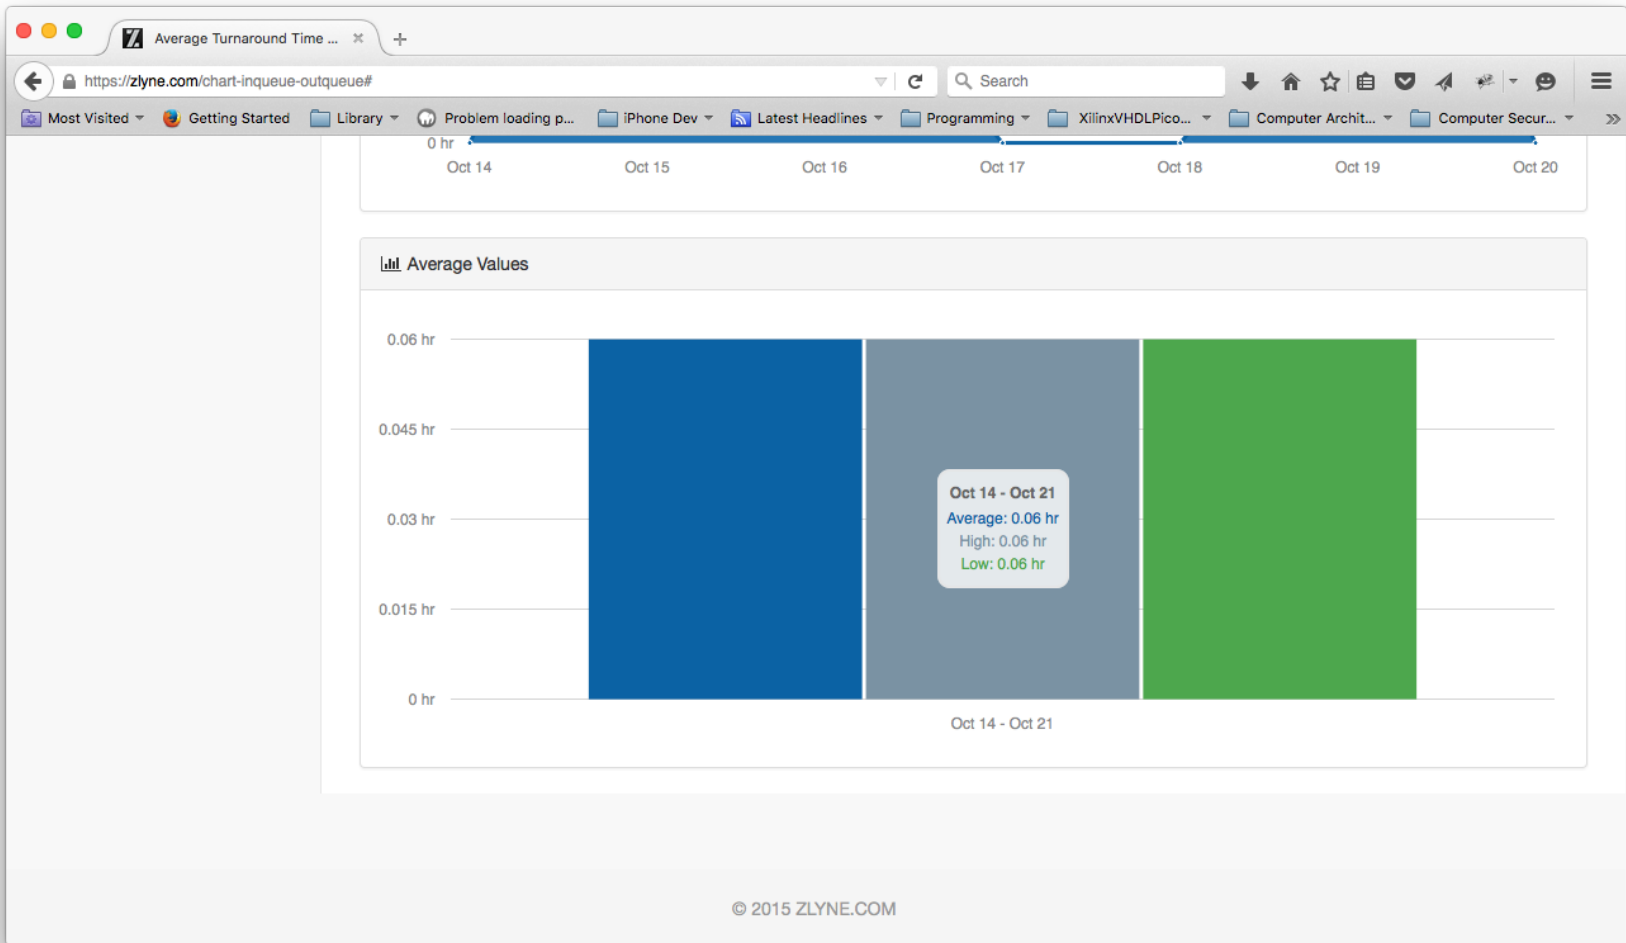 Average Turnaround Time ...
https://zlyne.com/chart-inqueue-outqueue#
Search
Most Visited
Getting Started
Library
Problem loading p...
iPhone Dev
Latest Headlines
Programming
XilinxVHDLPico...
Computer Archit...
Computer Secur...
0 hr
Oct 14 Oct 15 Oct 16 Oct 17 Oct 18 Oct 19 Oct 20
Average Values
0.06 hr
0.045 hr
0.03 hr
0.015 hr
0 hr
Oct 14 - Oct 21
Average: 0.06 hr
High: 0.06 hr
Low: 0.06 hr
Oct 14 - Oct 21
© 2015 ZLYNE.COM